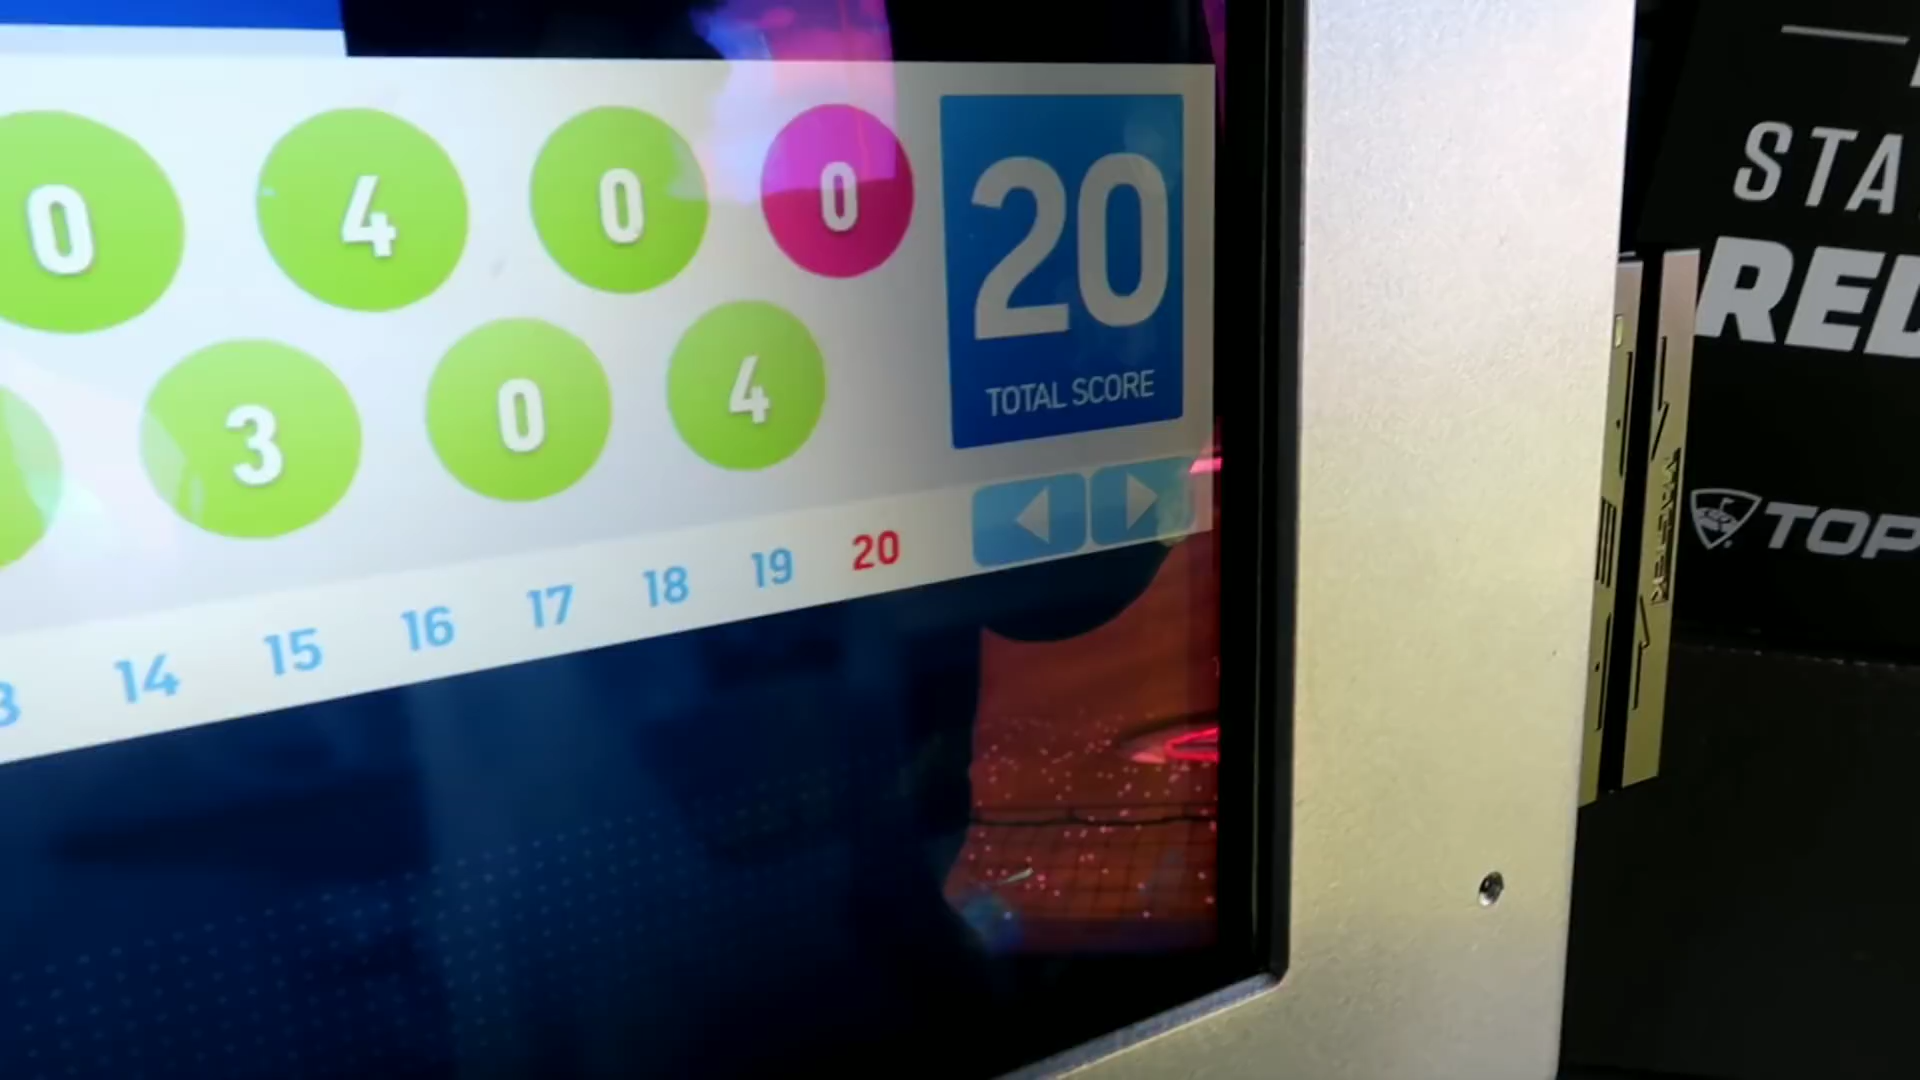 0 4 0 0
3 0 4
20
TOTAL SCORE
14 15 16 17 18 19 20
STA
RED
TOP